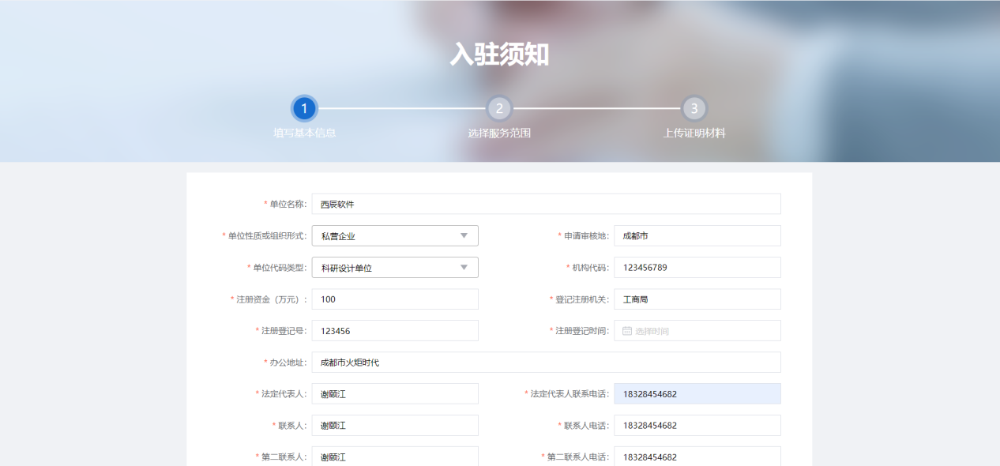 入驻须知
1 2 3
填写基本信息 选择服务范围 上传证明材料
* 单位名称: 西辰软件
* 单位性质或组织形式: 私营企业 * 申请审核地: 成都市
* 单位代码类型: 科研设计单位 * 机构代码: 123456789
* 注册资金（万元）: 100 * 登记注册机关: 工商局
* 注册登记号: 123456 * 注册登记时间: 选择时间
* 办公地址: 成都市火炬时代
* 法定代表人: 谢颐江 * 法定代表人联系电话: 18328454682
* 联系人: 谢颐江 * 联系人电话: 18328454682
* 第二联系人: 谢颐江 * 第二联系人电话: 18328454682